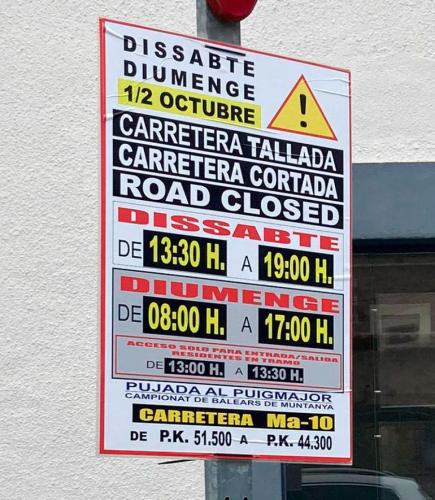 DISSABTE
DIUMENGE
1/2 OCTUBRE
CARRETERA TALLADA
CARRETERA CORTADA
ROAD CLOSED
DISSABTE
DE 13:30 H. A 19:00 H.
DIUMENGE
DE 08:00 H. A 17:00 H.
ACCESO SOLO PARA ENTRADA/SALIDA
RESIDENTES EN TRAMO
DE 13:00 H. A 13:30 H.
PUJADA AL PUIGMAJOR
CAMPIONAT DE BALEARS DE MUNTANYA
CARRETERA Ma-10
DE P.K. 51.500 A P.K. 44.300